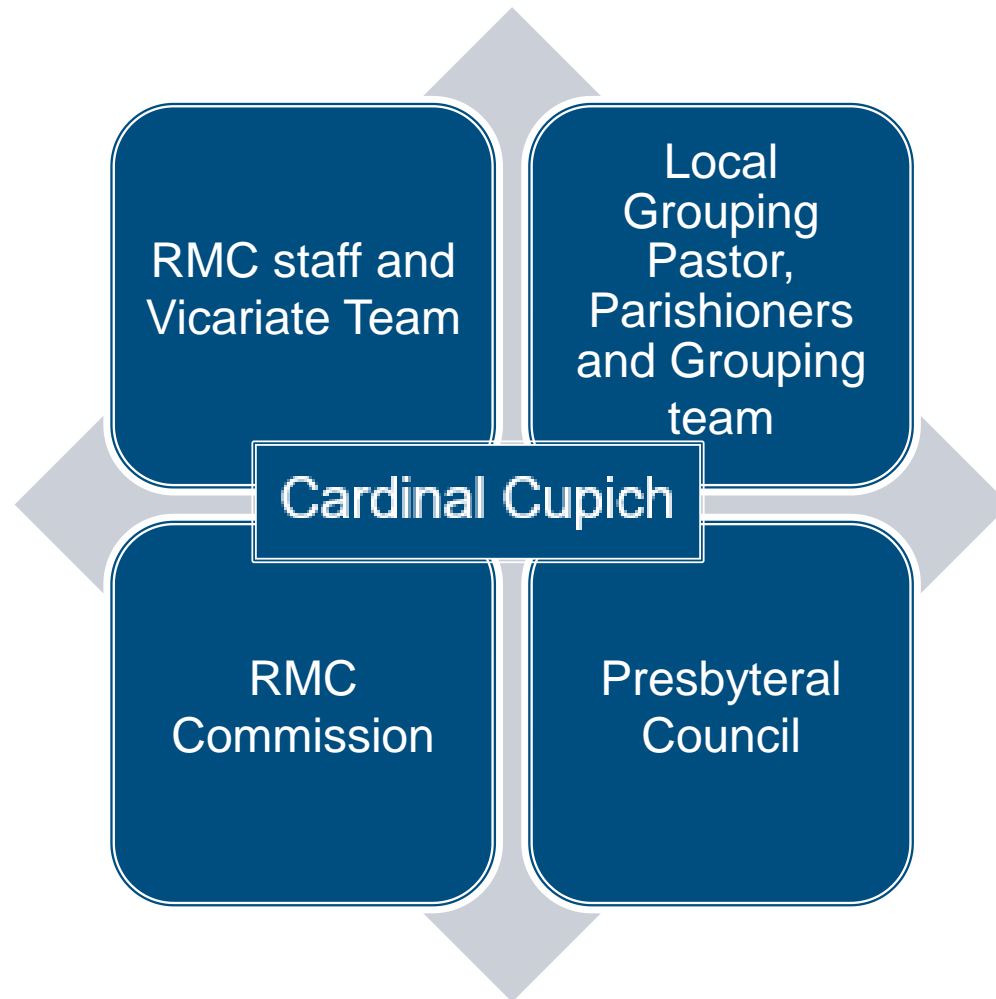 RMC staff and
Vicariate Team
Local
Grouping
Pastor,
Parishioners
and Grouping
team
Cardinal Cupich
RMC
Commission
Presbyteral
Council